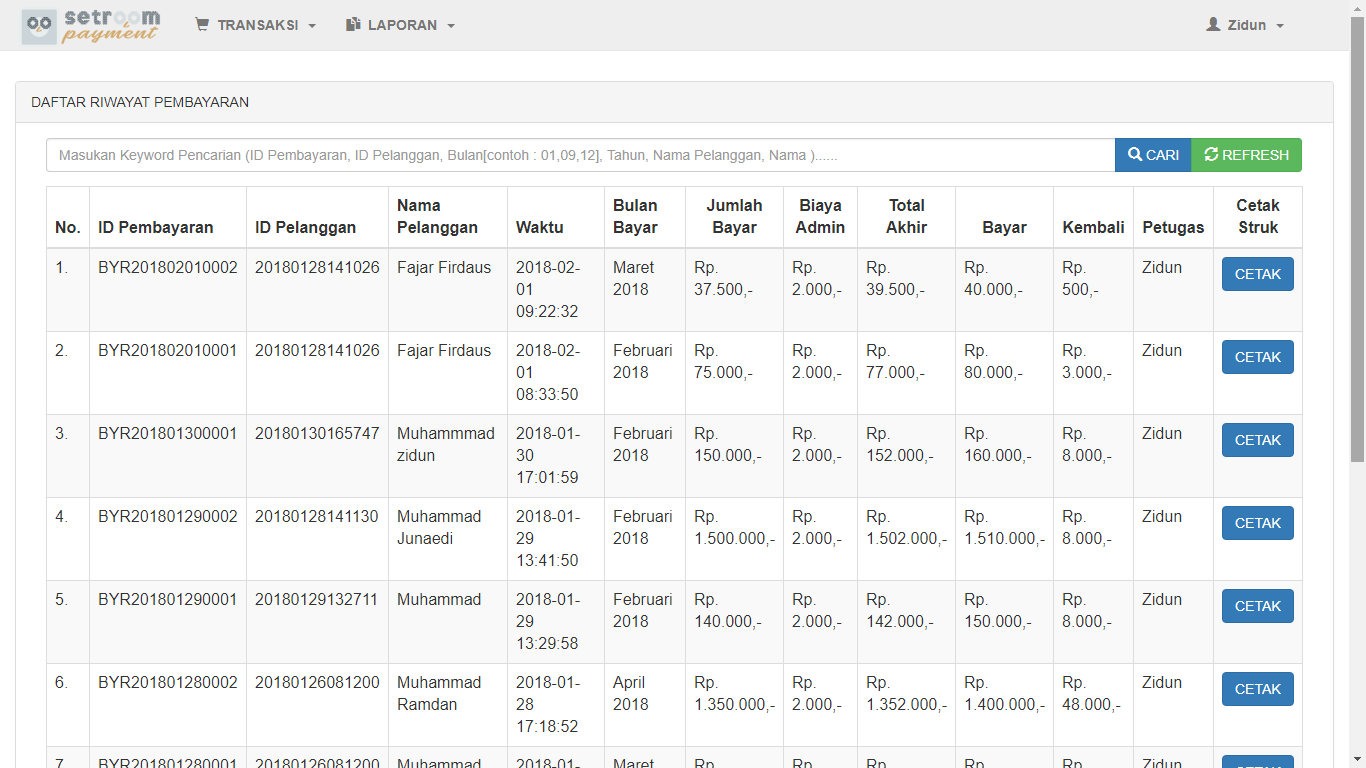 setroom
payment
TRANSAKSI
LAPORAN
Zidun
DAFTAR RIWAYAT PEMBAYARAN
Masukan Keyword Pencarian (ID Pembayaran, ID Pelanggan, Bulan[contoh : 01,09,12], Tahun, Nama Pelanggan, Nama )......
CARI
REFRESH
No. ID Pembayaran ID Pelanggan Nama Pelanggan Waktu Bulan Bayar Jumlah Bayar Biaya Admin Total Akhir Bayar Kembali Petugas Cetak Struk
1. BYR201802010002 20180128141026 Fajar Firdaus 2018-02-01 09:22:32 Maret 2018 Rp. 37.500,- Rp. 2.000,- Rp. 39.500,- Rp. 40.000,- Rp. 500,- Zidun CETAK
2. BYR201802010001 20180128141026 Fajar Firdaus 2018-02-01 08:33:50 Februari 2018 Rp. 75.000,- Rp. 2.000,- Rp. 77.000,- Rp. 80.000,- Rp. 3.000,- Zidun CETAK
3. BYR201801300001 20180130165747 Muhammmad zidun 2018-01-30 17:01:59 Februari 2018 Rp. 150.000,- Rp. 2.000,- Rp. 152.000,- Rp. 160.000,- Rp. 8.000,- Zidun CETAK
4. BYR201801290002 20180128141130 Muhammad Junaedi 2018-01-29 13:41:50 Februari 2018 Rp. 1.500.000,- Rp. 2.000,- Rp. 1.502.000,- Rp. 1.510.000,- Rp. 8.000,- Zidun CETAK
5. BYR201801290001 20180129132711 Muhammad 2018-01-29 13:29:58 Februari 2018 Rp. 140.000,- Rp. 2.000,- Rp. 142.000,- Rp. 150.000,- Rp. 8.000,- Zidun CETAK
6. BYR201801280002 20180126081200 Muhammad Ramdan 2018-01-28 17:18:52 April 2018 Rp. 1.350.000,- Rp. 2.000,- Rp. 1.352.000,- Rp. 1.400.000,- Rp. 48.000,- Zidun CETAK
7. BYR201801280001 20180126081200 Muhammad 2018-01- Maret Rp. Rp. Rp. Rp. Rp. Zidun CETAK